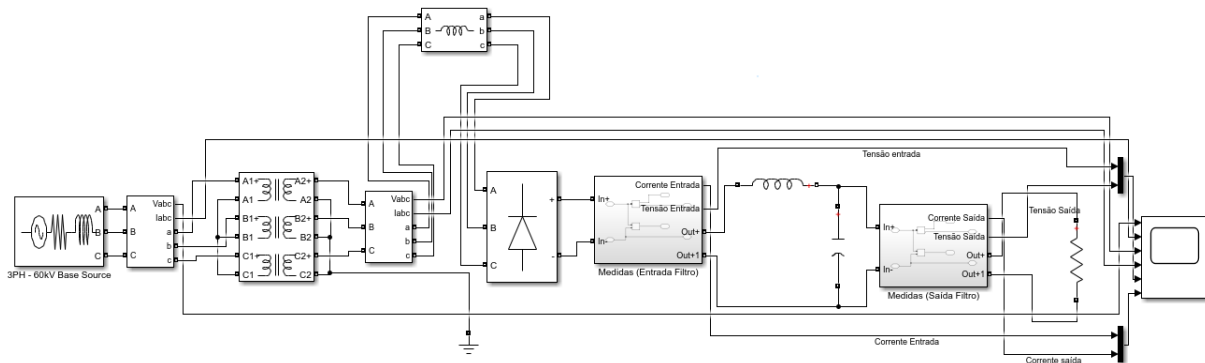 A
a
B
b
C
c
Tensão entrada
A1+
A2+
A1
A2
B1+
B2+
B1
B2
C1+
C2+
C1
C2
A
A
B
B
C
C
Vabc
Iabc
a
b
c
A
B
C
Vabc
Iabc
a
b
c
A
B
C
+
-
In+
In-
Corrente Entrada
Tensão Entrada
Out+
Out+1
Medidas (Entrada Filtro)
+
+
In+
In-
Corrente Saída
Tensão Saída
Out+
Out+1
Medidas (Saída Filtro)
Tensão Saída
+
3PH - 60kV Base Source
Corrente Entrada
Corrente saída